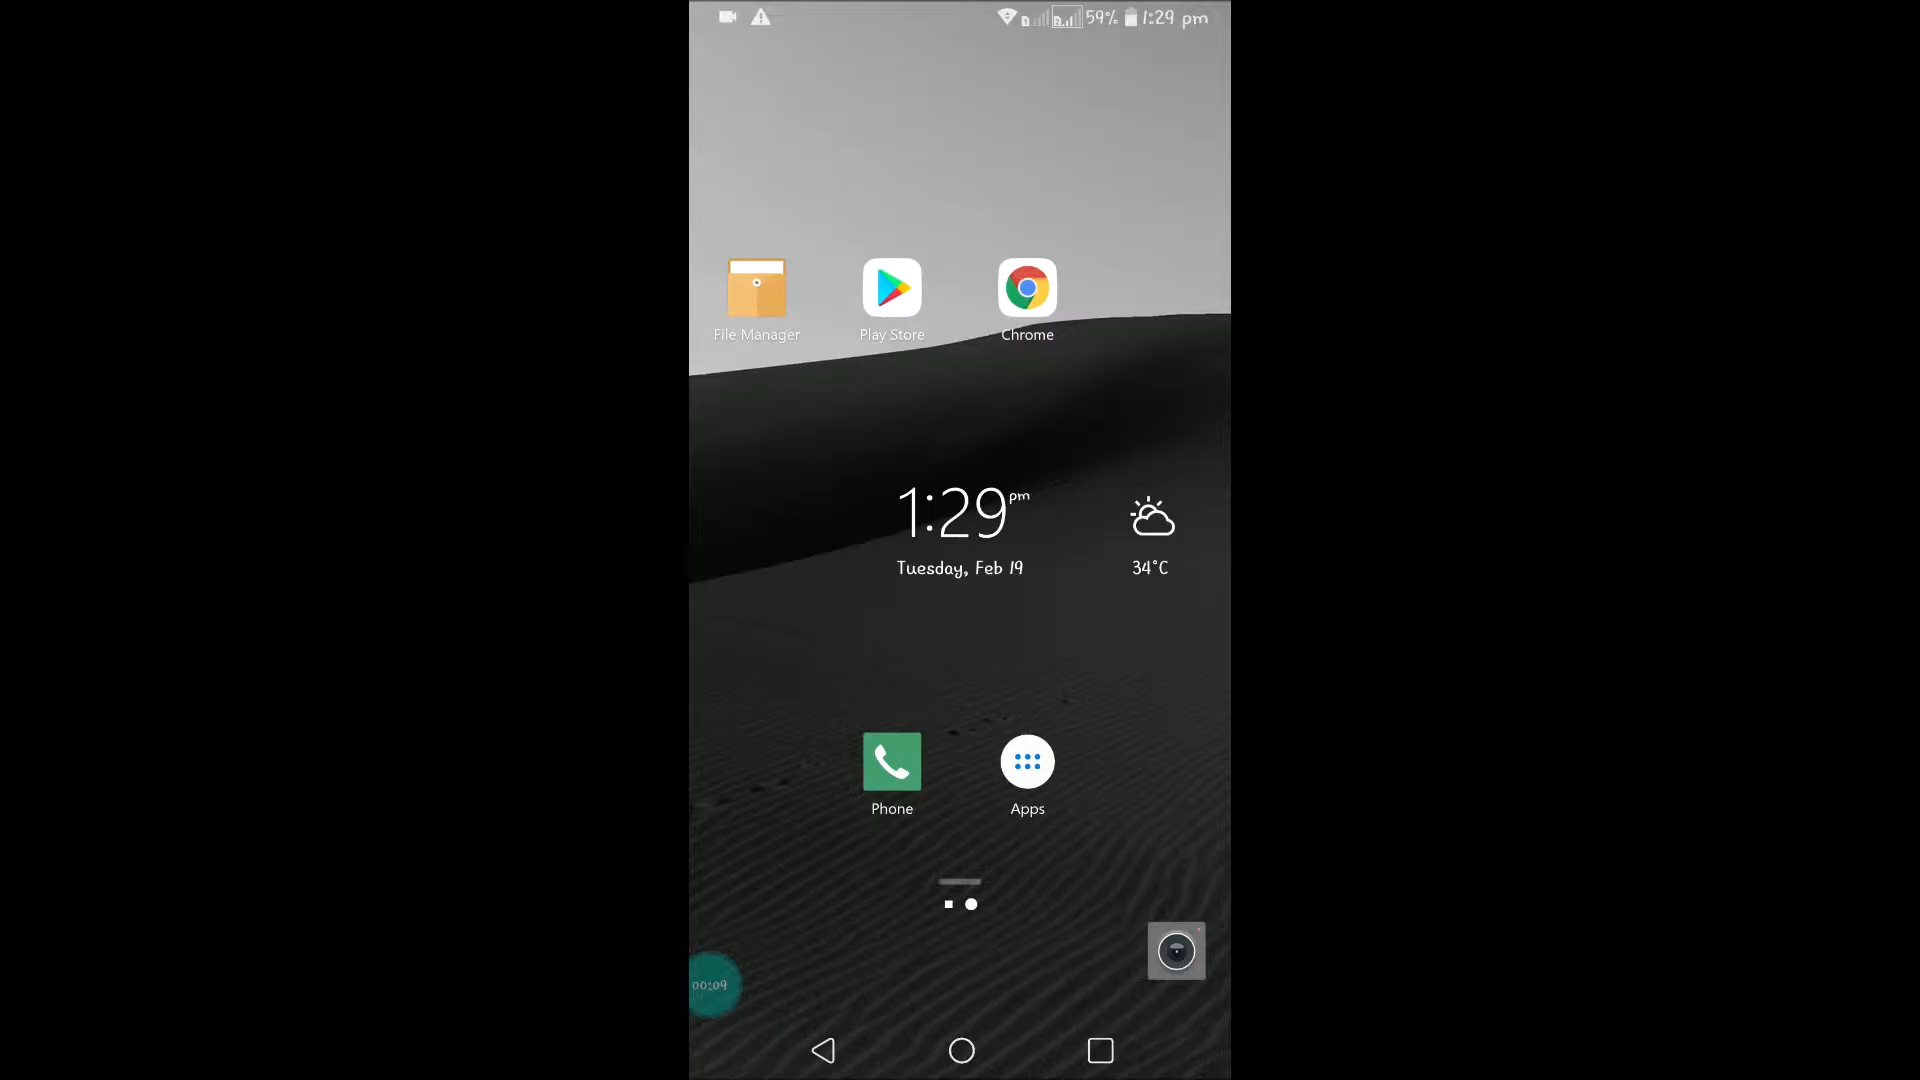 59% 1:29 pm
File Manager
Play Store
Chrome
1:29 pm
Tuesday, Feb 19
34°C
Phone
Apps
00:09